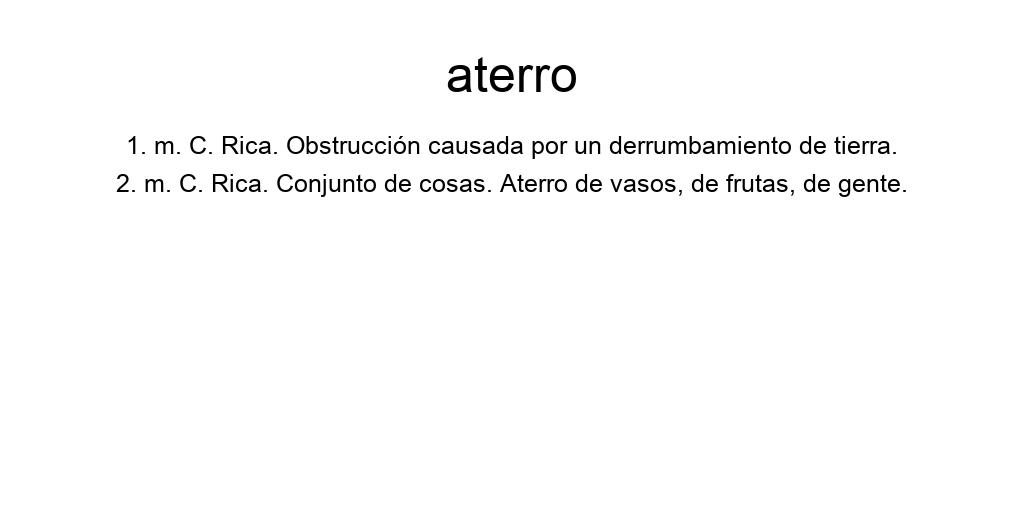 aterro
1. m. C. Rica. Obstrucción causada por un derrumbamiento de tierra.
2. m. C. Rica. Conjunto de cosas. Aterro de vasos, de frutas, de gente.